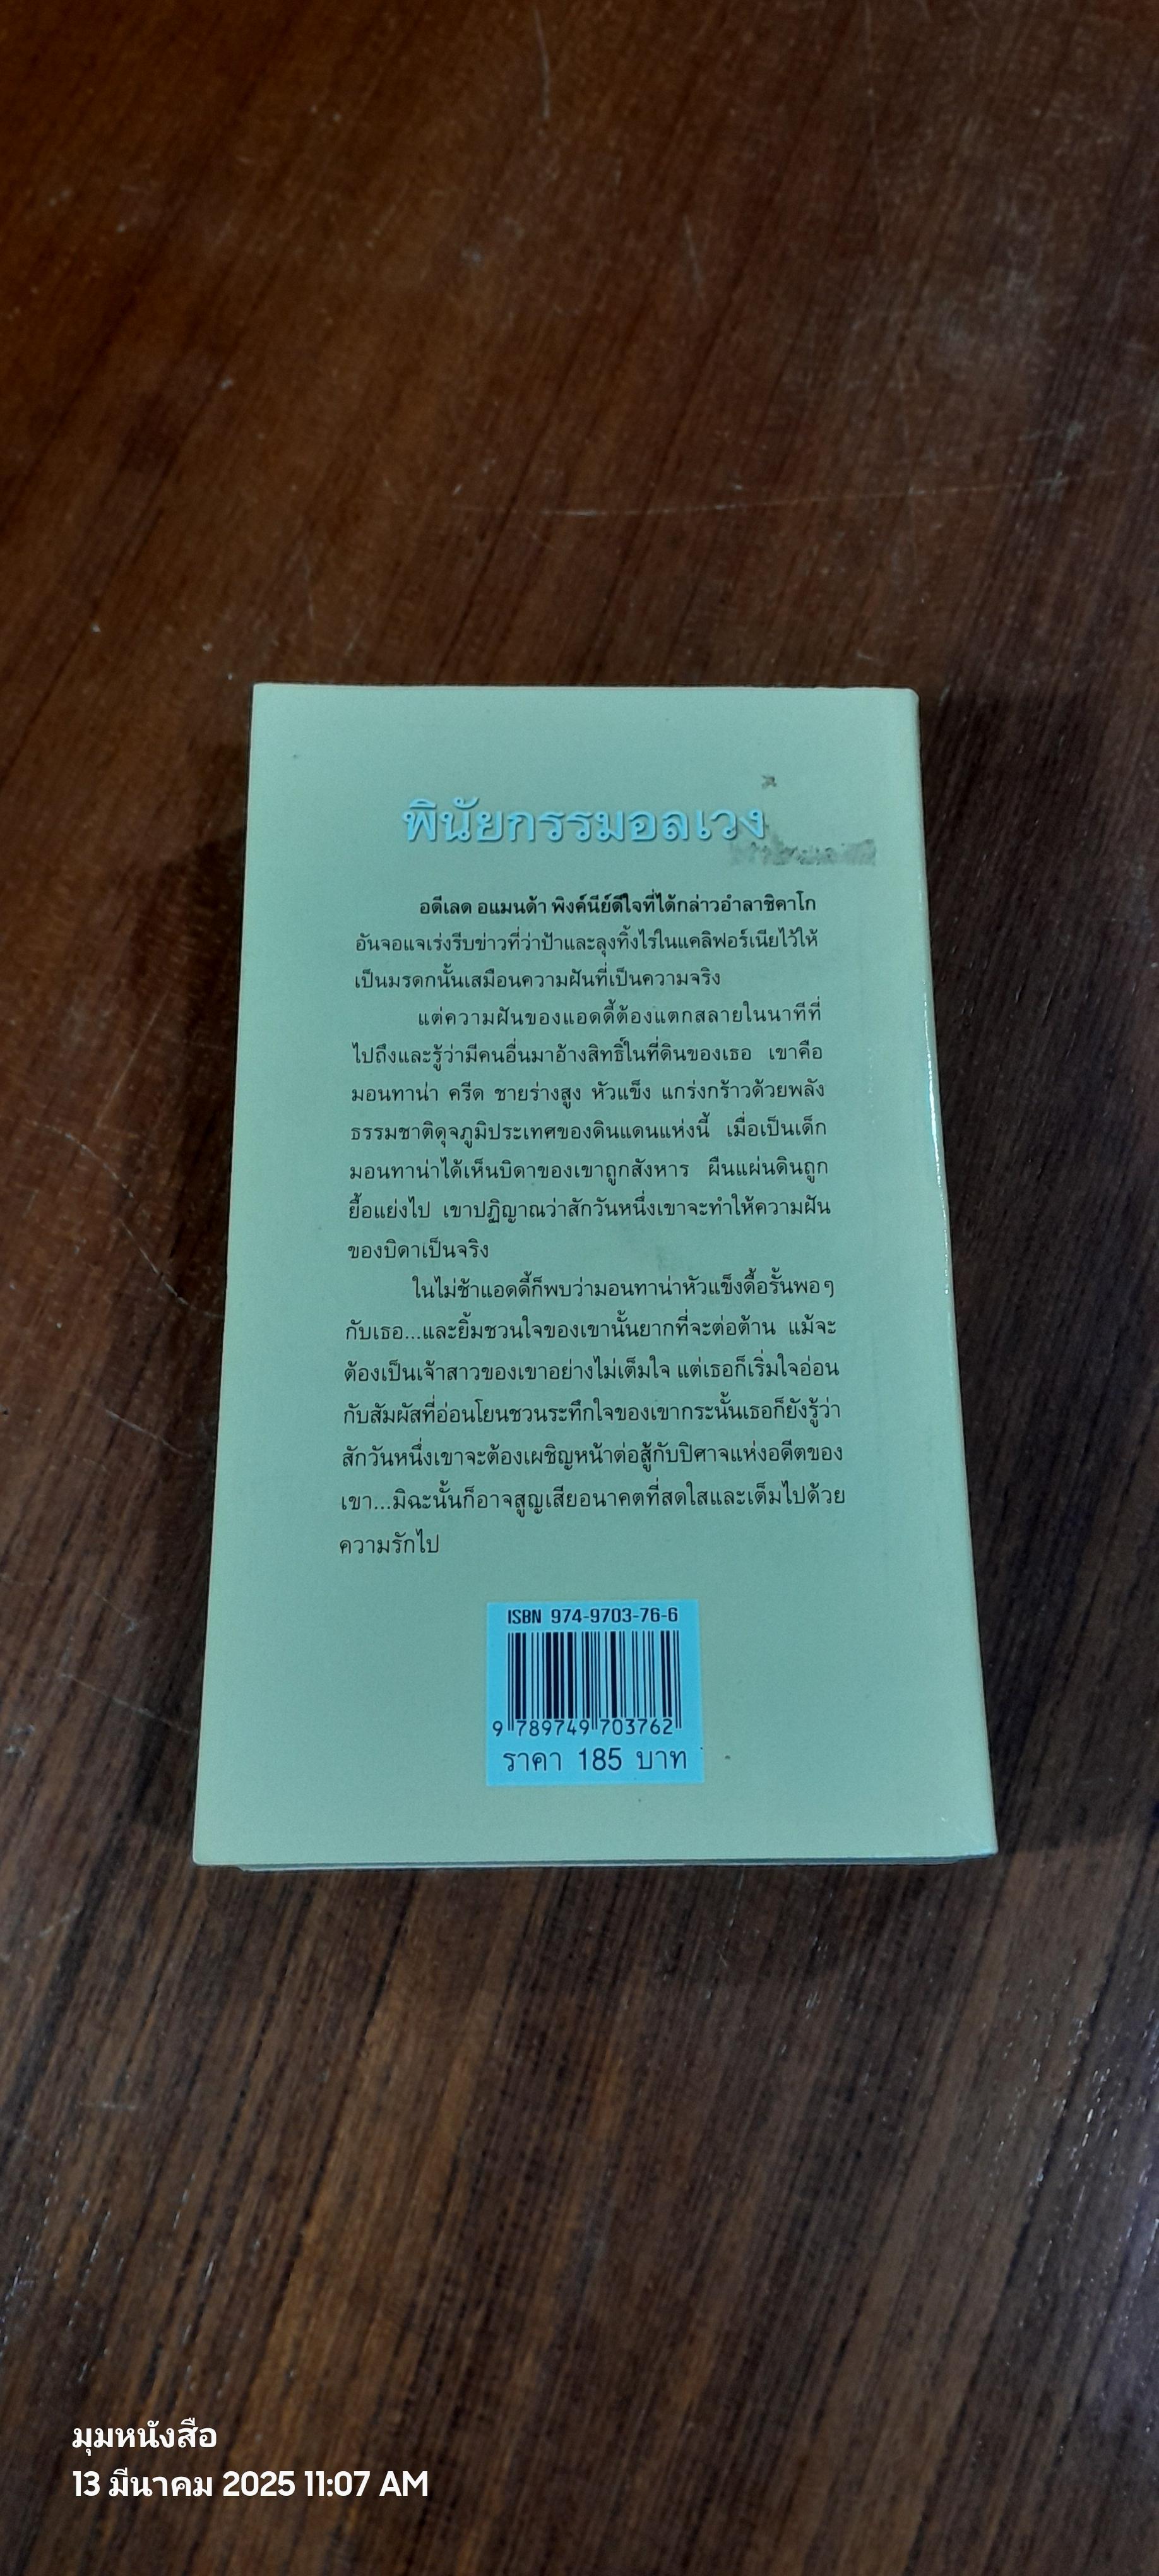 พินัยกรรมอลเวง
อดีเลด อแมนด้า พิงค์นีย์ดีใจที่ได้กล่าวอำลาชิคาโก
อันจอแจเร่งรีบข่าวที่ว่าป้าและลุงทิ้งไร่ในแคลิฟอร์เนียไว้ให้
เป็นมรดกนั้นเสมือนความฝันที่เป็นความจริง
แต่ความฝันของแอดดี้ต้องแตกสลายในนาทีที่
ไปถึงและรู้ว่ามีคนอื่นมาอ้างสิทธิ์ในที่ดินของเธอ เขาคือ
มอนทาน่า ครีด ชายร่างสูง หัวแข็ง แกร่งกร้าวด้วยพลัง
ธรรมชาติดุจภูมิประเทศของดินแดนแห่งนี้ เมื่อเป็นเด็ก
มอนทาน่าได้เห็นบิดาของเขาถูกสังหาร ผืนแผ่นดินถูก
ยื้อแย่งไป เขาปฏิญาณว่าสักวันหนึ่งเขาจะทำให้ความฝัน
ของบิดาเป็นจริง
ในไม่ช้าแอดดี้ก็พบว่ามอนทาน่าหัวแข็งดื้อรั้นพอๆ
กับเธอ...และยิ้มชวนใจของเขานั้นยากที่จะต่อต้าน แม้จะ
ต้องเป็นเจ้าสาวของเขาอย่างไม่เต็มใจ แต่เธอก็เริ่มใจอ่อน
กับสัมผัสที่อ่อนโยนชวนระทึกใจของเขากระนั้นเธอก็ยังรู้ว่า
สักวันหนึ่งเขาจะต้องเผชิญหน้าต่อสู้กับปิศาจแห่งอดีตของ
เขา...มิฉะนั้นก็อาจสูญเสียอนาคตที่สดใสและเต็มไปด้วย
ความรักไป
ISBN 974-9703-76-6
9 789749 703762
ราคา 185 บาท
มุมหนังสือ
13 มีนาคม 2025 11:07 AM